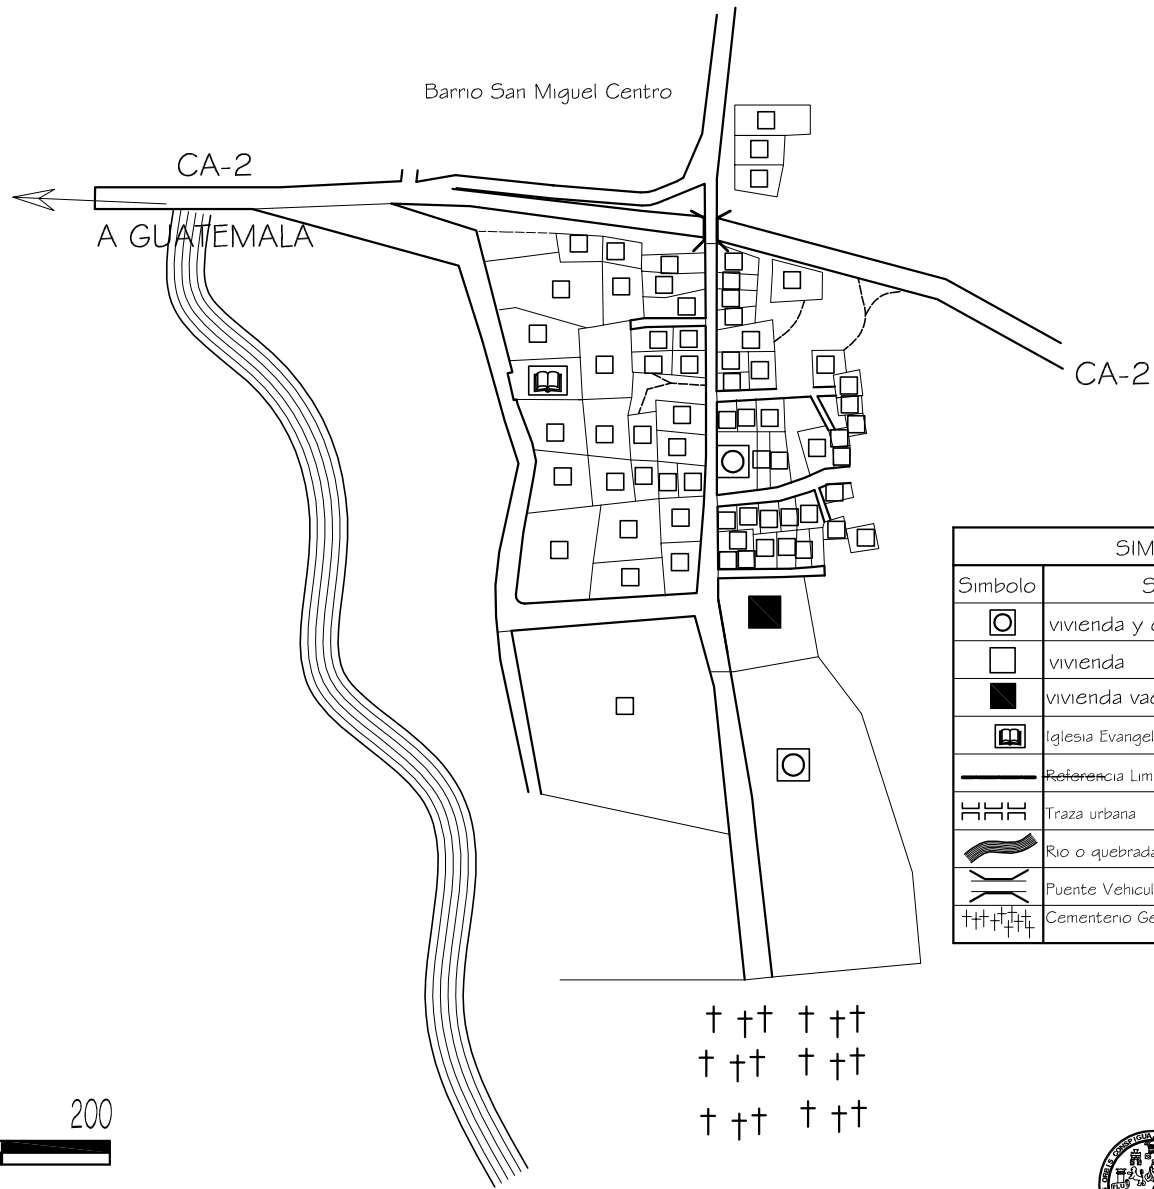 Barrio San Miguel Centro
CA-2
A GUATEMALA
CA-2
SIM
Simbolo S
vivienda y
vivienda
vivienda vac
Iglesia Evangel
Referencia Lim
Traza urbana
Rio o quebrada
Puente Vehicul
Cementerio Ge
200